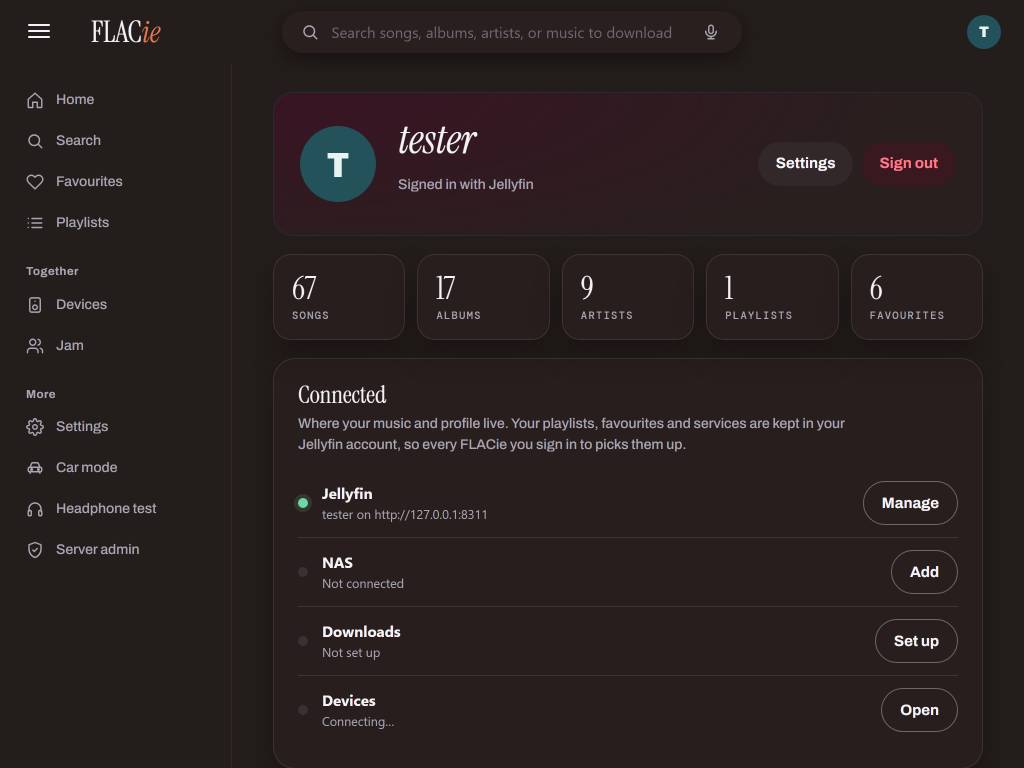 FLACie
Search songs, albums, artists, or music to download
T
Home
Search
Favourites
Playlists
Together
Devices
Jam
More
Settings
Car mode
Headphone test
Server admin
T
tester
Signed in with Jellyfin
Settings
Sign out
67
SONGS
17
ALBUMS
9
ARTISTS
1
PLAYLISTS
6
FAVOURITES
Connected
Where your music and profile live. Your playlists, favourites and services are kept in your
Jellyfin account, so every FLACie you sign in to picks them up.
Jellyfin
tester on http://127.0.0.1:8311
Manage
NAS
Not connected
Add
Downloads
Not set up
Set up
Devices
Connecting...
Open